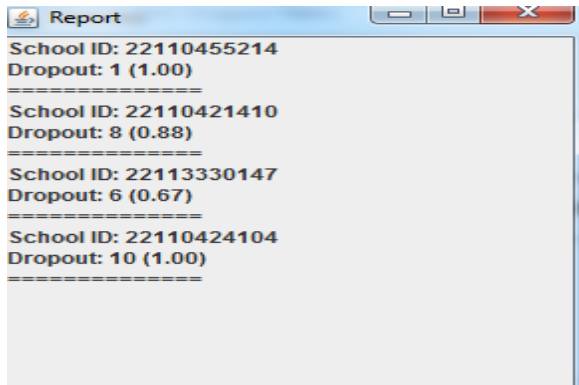 Report
School ID: 22110455214
Dropout: 1 (1.00)
==============
School ID: 22110421410
Dropout: 8 (0.88)
==============
School ID: 22113330147
Dropout: 6 (0.67)
==============
School ID: 22110424104
Dropout: 10 (1.00)
==============